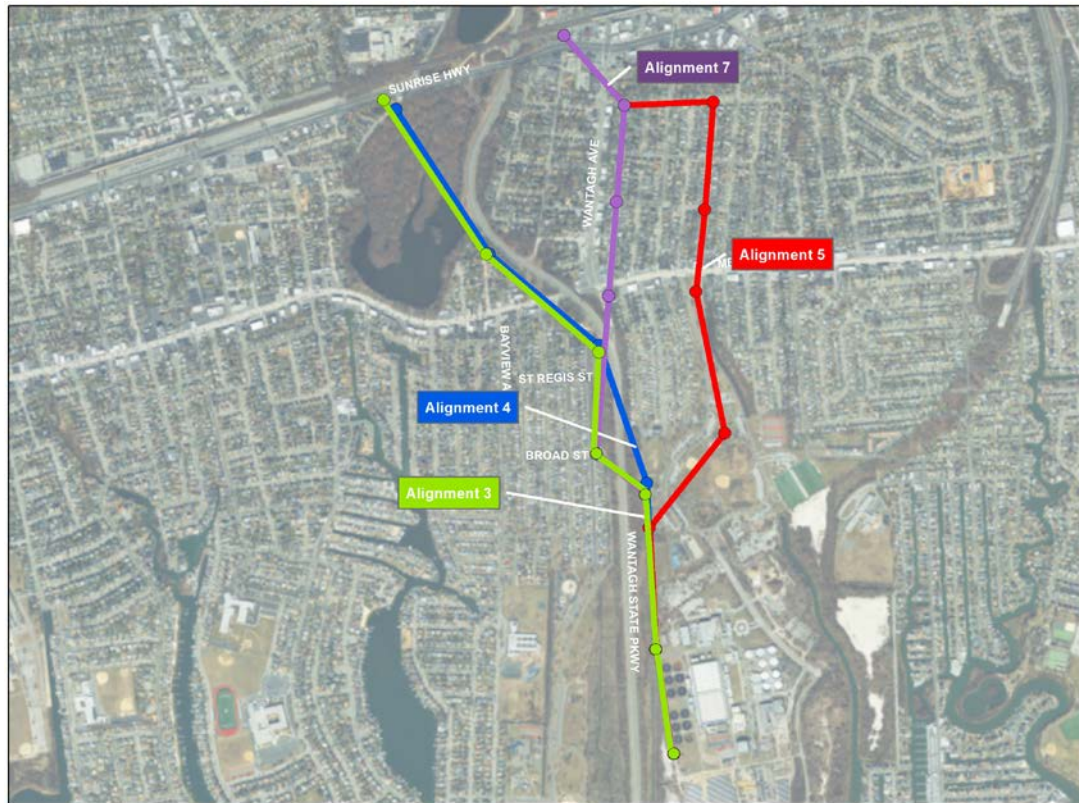 Alignment 7
SUNRISE HWY
WANTAGH AVE
Alignment 5
BAYVIEW A
ST REGIS ST
Alignment 4
BROAD ST
Alignment 3
WANTAGH STATE PKWY